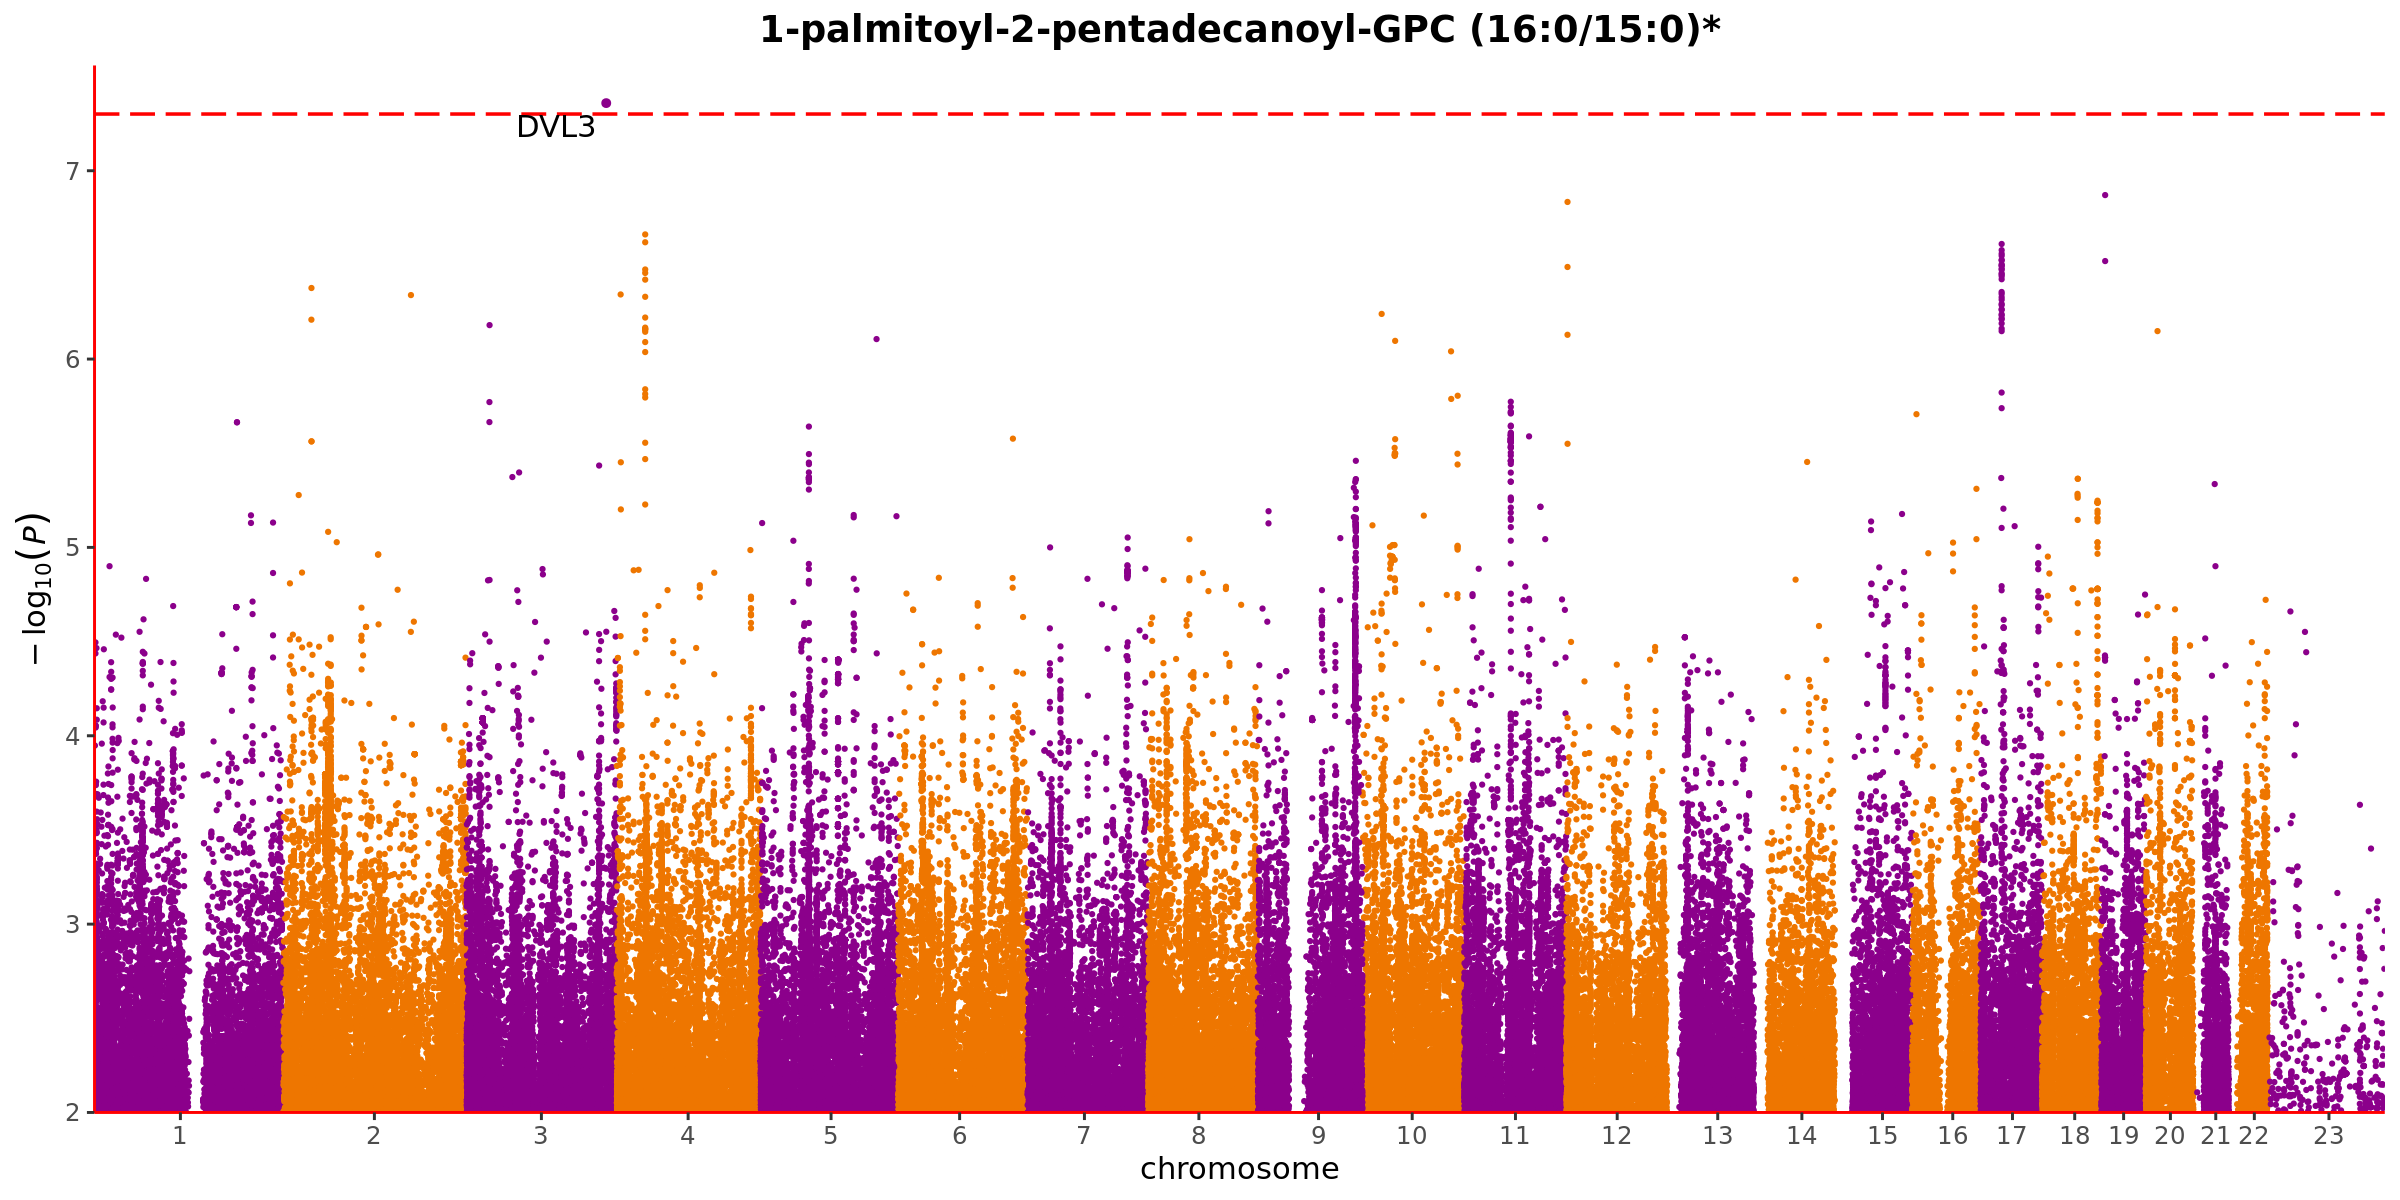 1-palmitoyl-2-pentadecanoyl-GPC (16:0/15:0)*
DVL3
7
6
5
4
3
2
− log10(P)
1 2 3 4 5 6 7 8 9 10 11 12 13 14 15 16 17 18 19 20 21 22 23
chromosome